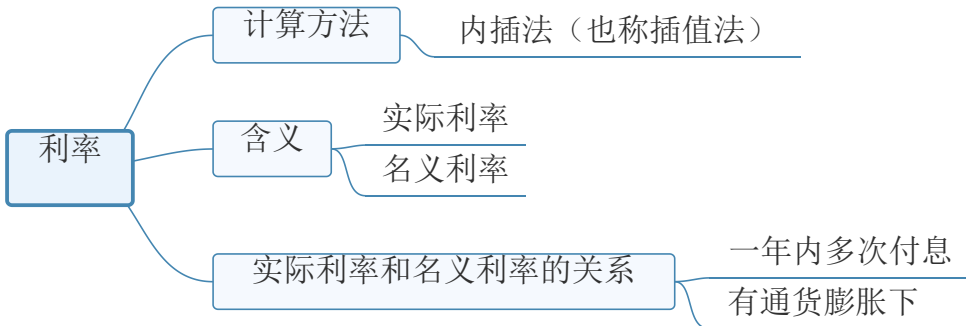 计算方法
内插法（也称插值法）
利率
含义
实际利率
名义利率
实际利率和名义利率的关系
一年内多次付息
有通货膨胀下